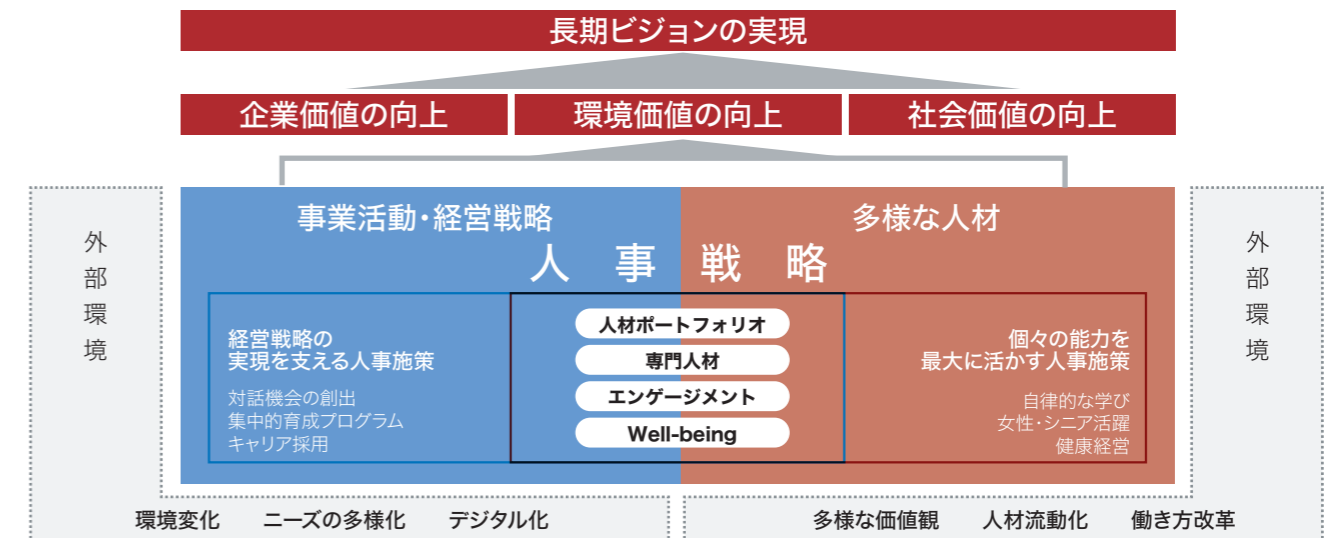 長期ビジョンの実現
企業価値の向上
環境価値の向上
社会価値の向上
外部環境
事業活動・経営戦略
多様な人材
人事戦略
経営戦略の
実現を支える人事施策
対話機会の創出
集中的育成プログラム
キャリア採用
人材ポートフォリオ
専門人材
エンゲージメント
Well-being
個々の能力を
最大に活かす人事施策
自律的な学び
女性・シニア活躍
健康経営
外部環境
環境変化
ニーズの多様化
デジタル化
多様な価値観
人材流動化
働き方改革